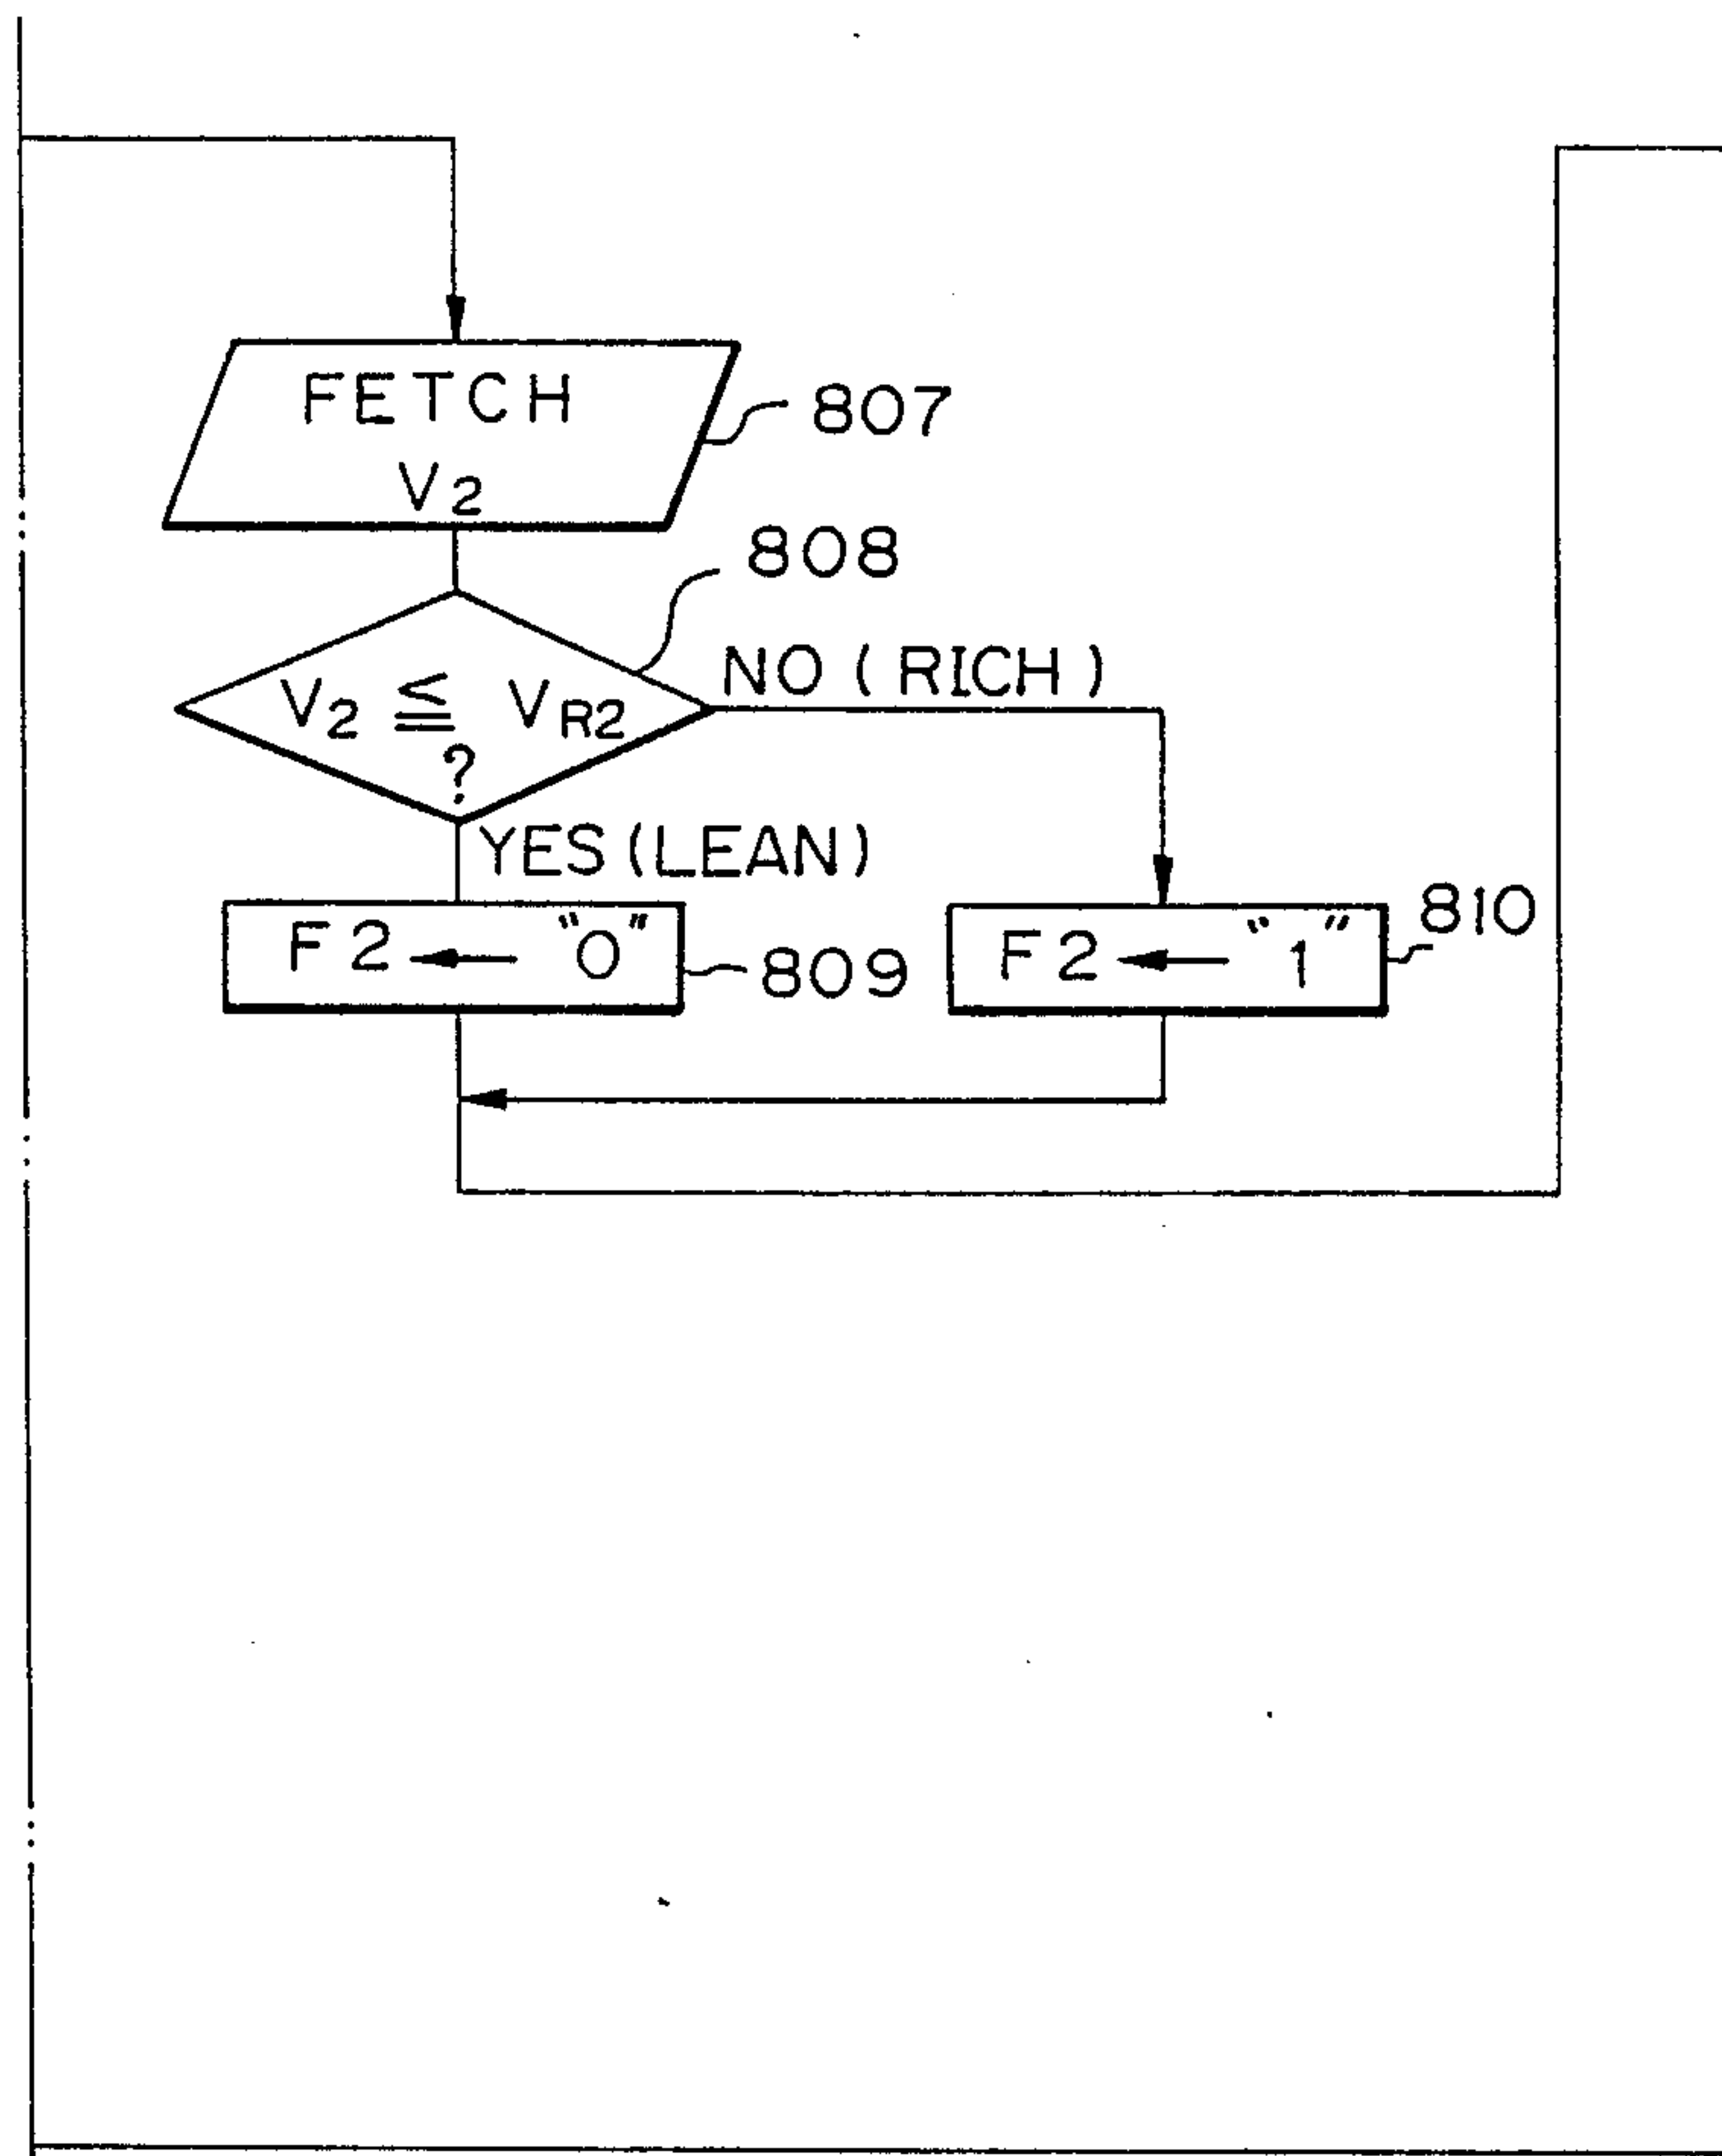 FETCH
V2
807
808
V2 ≦ VR2
?
NO (RICH)
YES (LEAN)
F2 ← "0"
809
F2 ← "1"
810